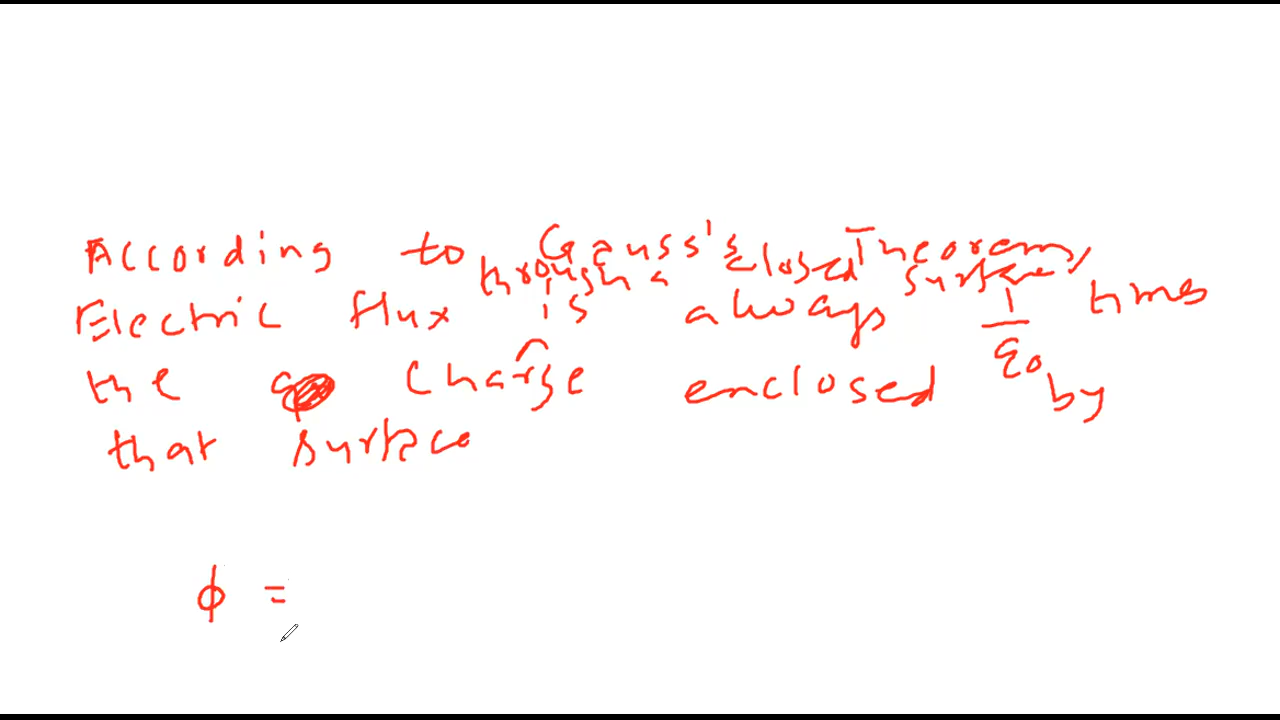 According to Gauss's Theorem,
through a closed surface
Electric flux is always 1/ε0 times
the charge enclosed by
that surface
ϕ =